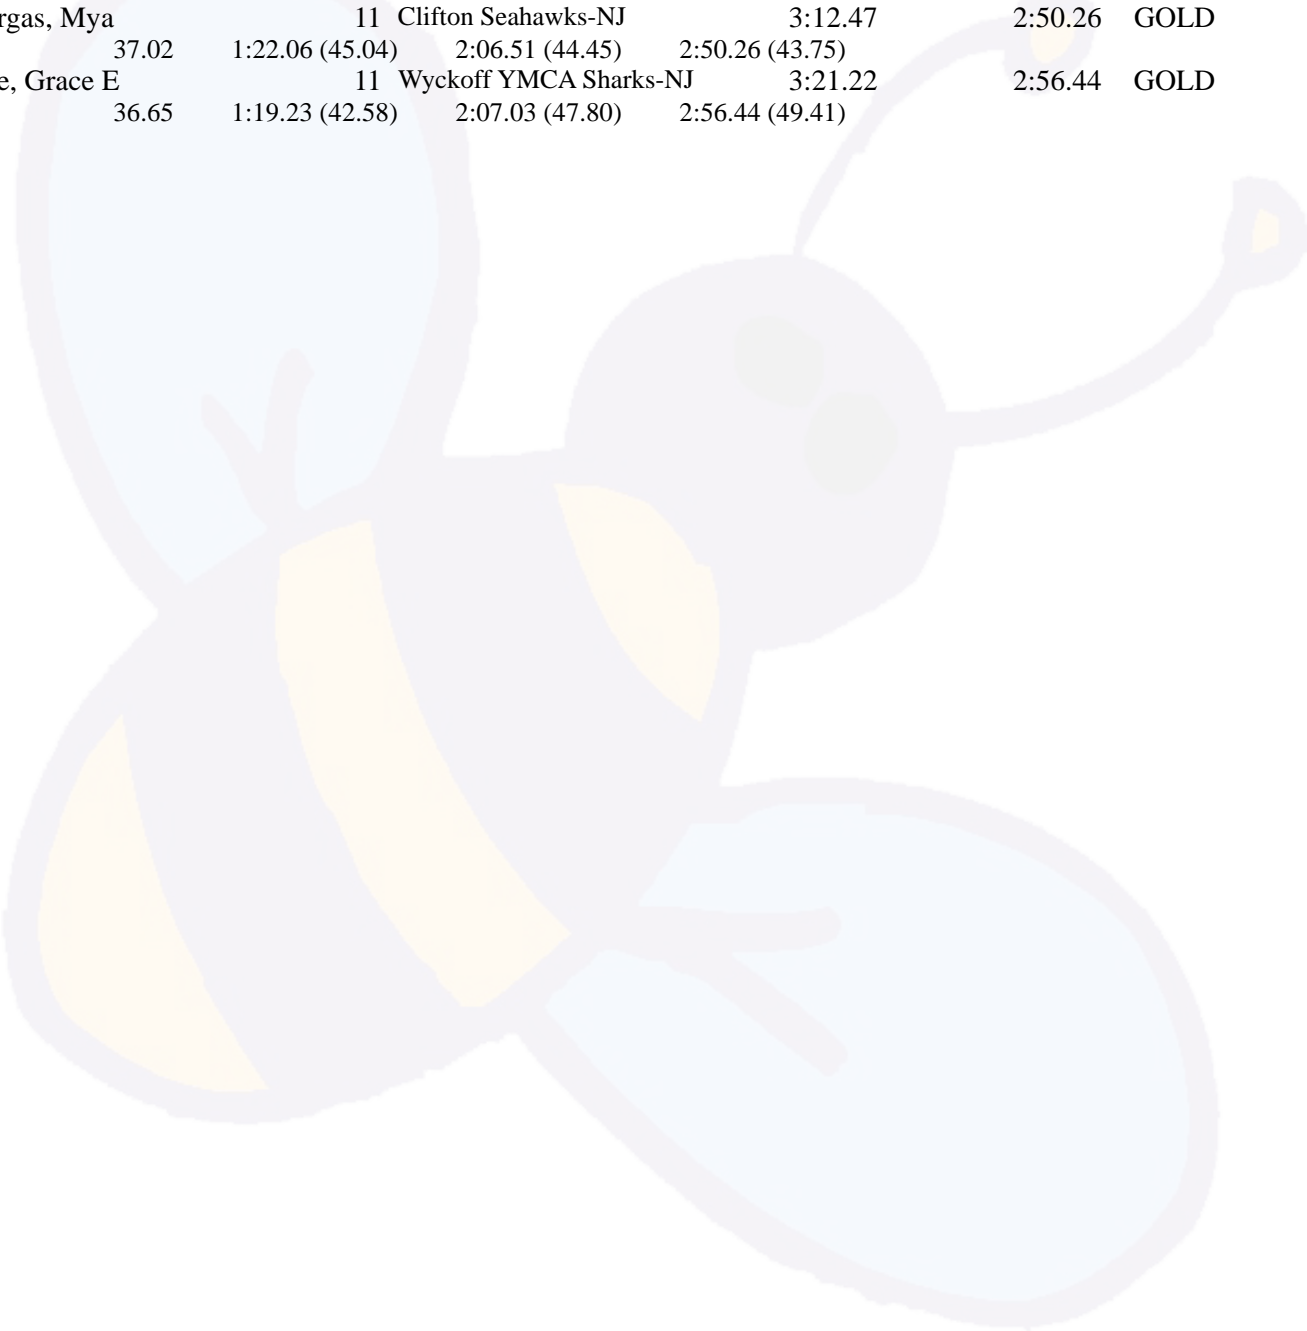 rgas, Mya 11 Clifton Seahawks-NJ 3:12.47 2:50.26 GOLD
37.02 1:22.06 (45.04) 2:06.51 (44.45) 2:50.26 (43.75)
e, Grace E 11 Wyckoff YMCA Sharks-NJ 3:21.22 2:56.44 GOLD
36.65 1:19.23 (42.58) 2:07.03 (47.80) 2:56.44 (49.41)